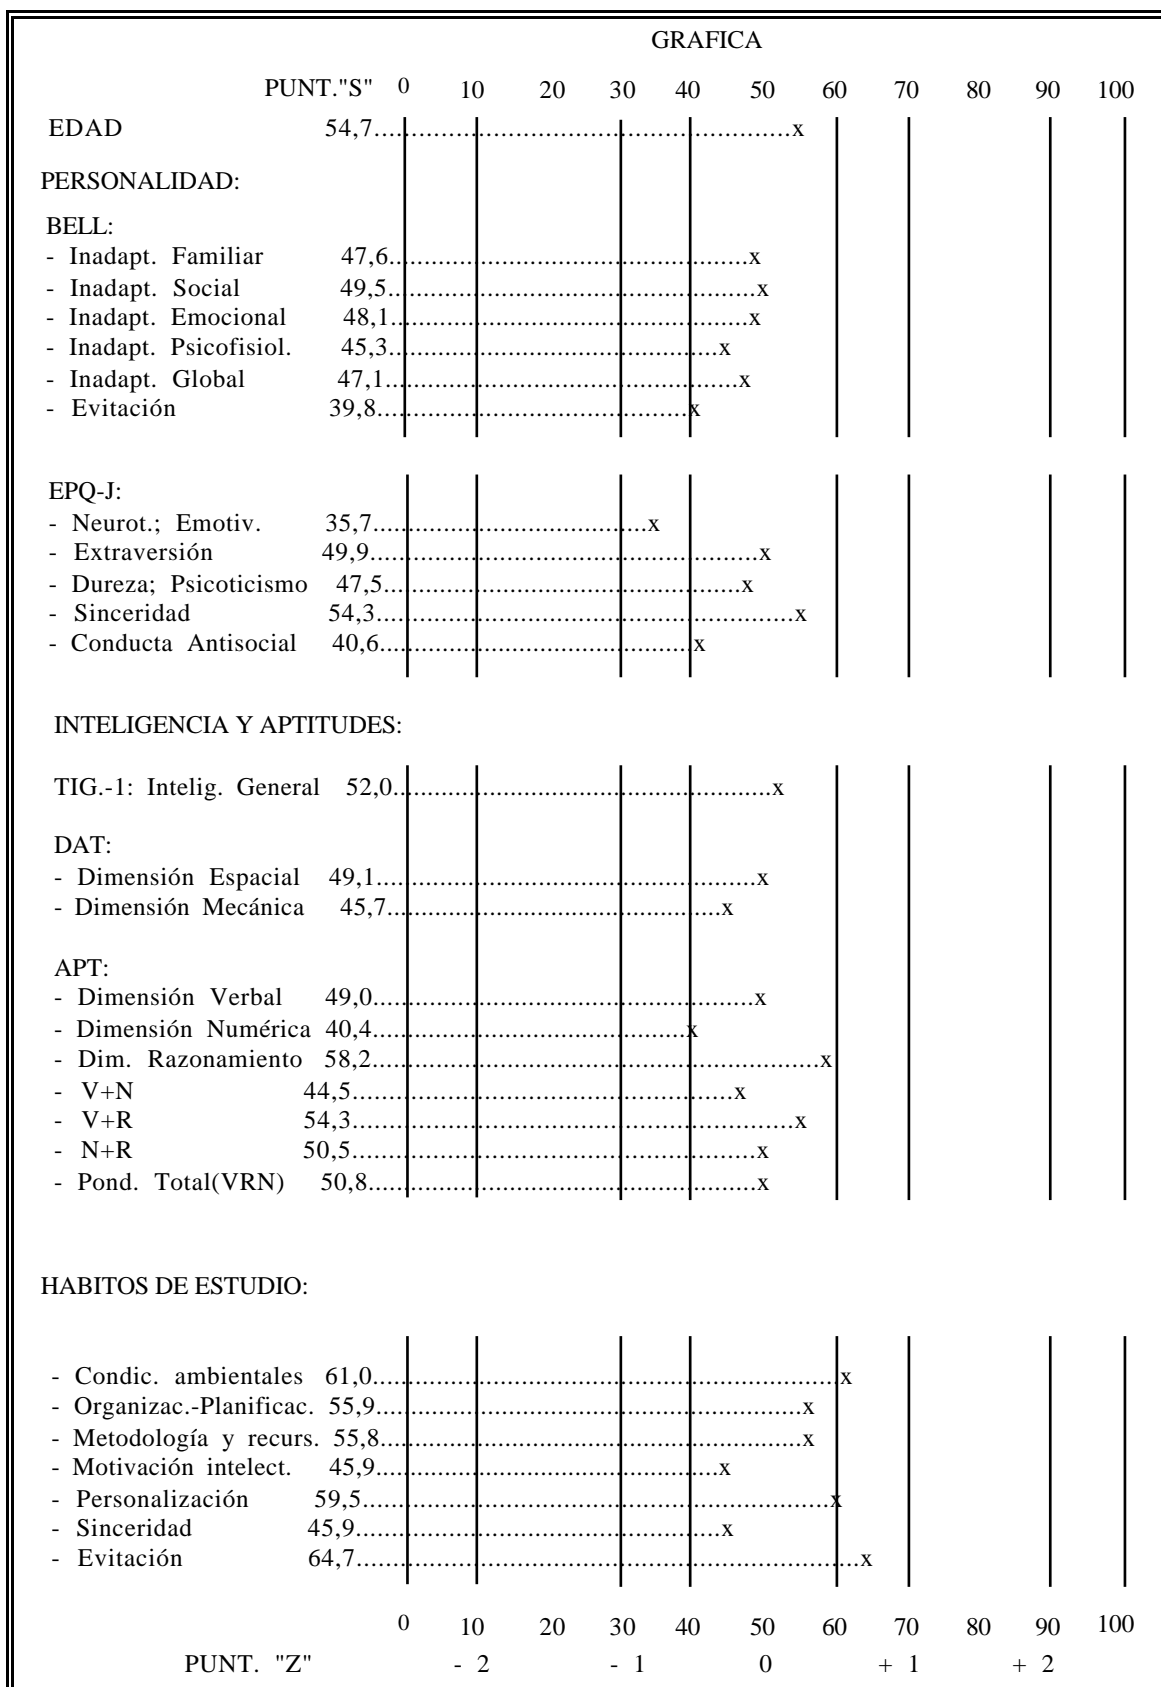 GRAFICA
PUNT."S" 0 10 20 30 40 50 60 70 80 90 100
EDAD 54,7.....................................................x
PERSONALIDAD:
BELL:
- Inadapt. Familiar 47,6.............................................x
- Inadapt. Social 49,5..............................................x
- Inadapt. Emocional 48,1.............................................x
- Inadapt. Psicofisiol. 45,3.........................................x
- Inadapt. Global 47,1............................................x
- Evitación 39,8.......................................x
EPQ-J:
- Neurot.; Emotiv. 35,7..................................x
- Extraversión 49,9................................................x
- Dureza; Psicoticismo 47,5............................................x
- Sinceridad 54,3....................................................x
- Conducta Antisocial 40,6.......................................x
INTELIGENCIA Y APTITUDES:
TIG.-1: Intelig. General 52,0...............................................x
DAT:
- Dimensión Espacial 49,1...............................................x
- Dimensión Mecánica 45,7.........................................x
APT:
- Dimensión Verbal 49,0...............................................x
- Dimensión Numérica 40,4.......................................x
- Dim. Razonamiento 58,2.......................................................x
- V+N 44,5................................................x
- V+R 54,3.......................................................x
- N+R 50,5..................................................x
- Pond. Total(VRN) 50,8................................................x
HABITOS DE ESTUDIO:
- Condic. ambientales 61,0.........................................................x
- Organizac.-Planificac. 55,9....................................................x
- Metodología y recurs. 55,8....................................................x
- Motivación intelect. 45,9..........................................x
- Personalización 59,5.........................................................x
- Sinceridad 45,9.............................................x
- Evitación 64,7..............................................................x
0 10 20 30 40 50 60 70 80 90 100
PUNT. "Z" - 2 - 1 0 + 1 + 2